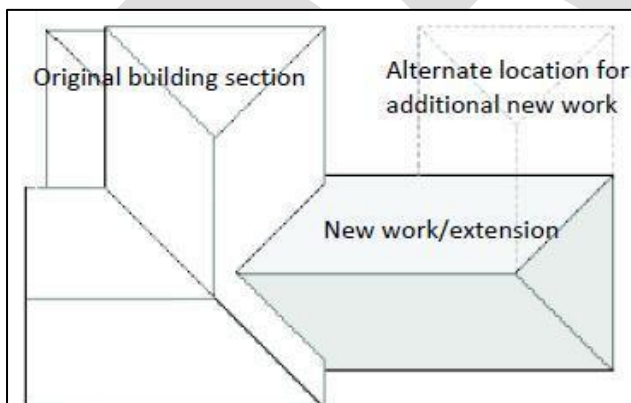 Original building section
Alternate location for
additional new work
New work/extension